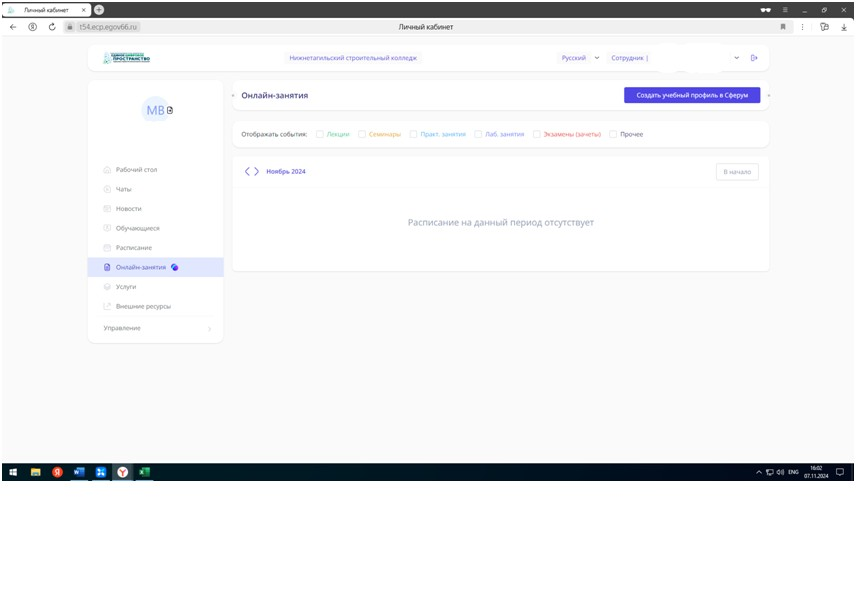 Личный кабинет
t54.ecp.egov66.ru
Личный кабинет
ПРОСТРАНСТВО
Нижнетагильский строительный колледж
Русский
Сотрудник |
МВ
Рабочий стол
Чаты
Новости
Обучающиеся
Расписание
Онлайн-занятия
Услуги
Внешние ресурсы
Управление
Онлайн-занятия
Создать учебный профиль в Сферум
Отображать события: Лекции Семинары Практ. занятия Лаб. занятия Экзамены (зачеты) Прочее
Ноябрь 2024
В начало
Расписание на данный период отсутствует
ENG
16:02
07.11.2024